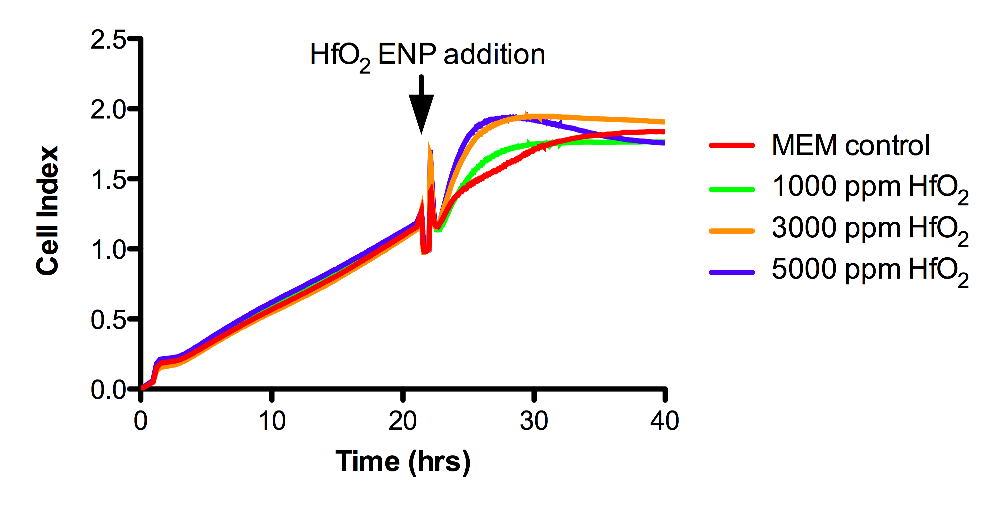 HfO₂ ENP addition
Cell Index
2.5
2.0
1.5
1.0
0.5
0.0
0 10 20 30 40
Time (hrs)
MEM control
1000 ppm HfO₂
3000 ppm HfO₂
5000 ppm HfO₂